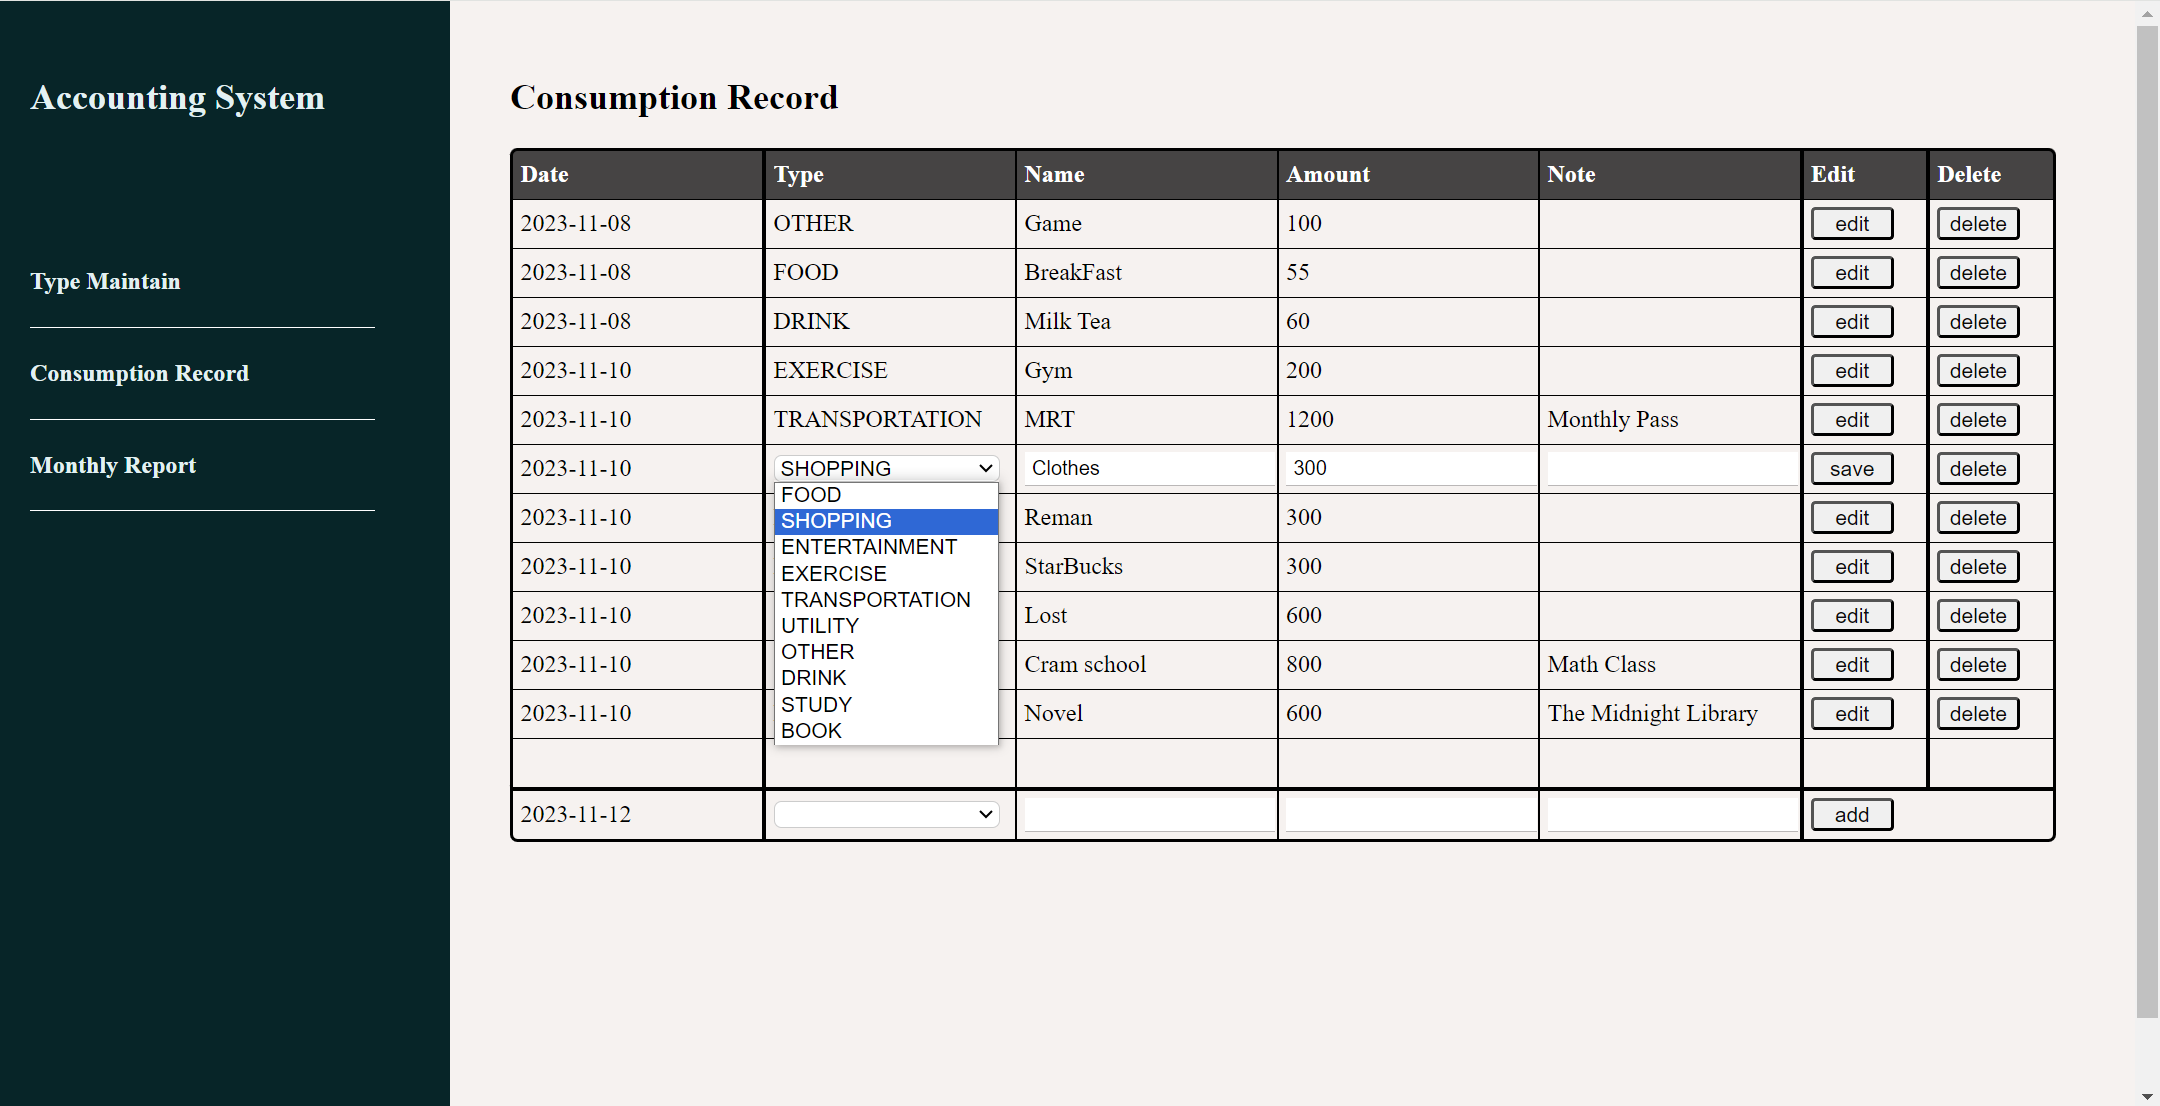 Accounting System
Type Maintain
Consumption Record
Monthly Report
Consumption Record
Date Type Name Amount Note Edit Delete
2023-11-08 OTHER Game 100 edit delete
2023-11-08 FOOD BreakFast 55 edit delete
2023-11-08 DRINK Milk Tea 60 edit delete
2023-11-10 EXERCISE Gym 200 edit delete
2023-11-10 TRANSPORTATION MRT 1200 Monthly Pass edit delete
2023-11-10 SHOPPING Clothes 300 save delete
FOOD
SHOPPING
ENTERTAINMENT
EXERCISE
TRANSPORTATION
UTILITY
OTHER
DRINK
STUDY
BOOK
2023-11-10 Reman 300 edit delete
2023-11-10 StarBucks 300 edit delete
2023-11-10 Lost 600 edit delete
2023-11-10 Cram school 800 Math Class edit delete
2023-11-10 Novel 600 The Midnight Library edit delete
2023-11-12 add